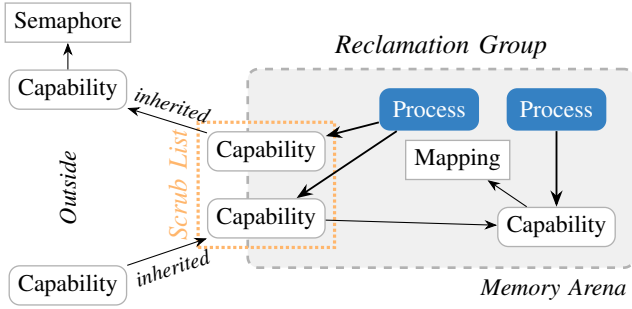 Semaphore
Reclamation Group
Capability
inherited
Process
Process
Scrub List
Capability
Mapping
Outside
Capability
Capability
inherited
Capability
Memory Arena